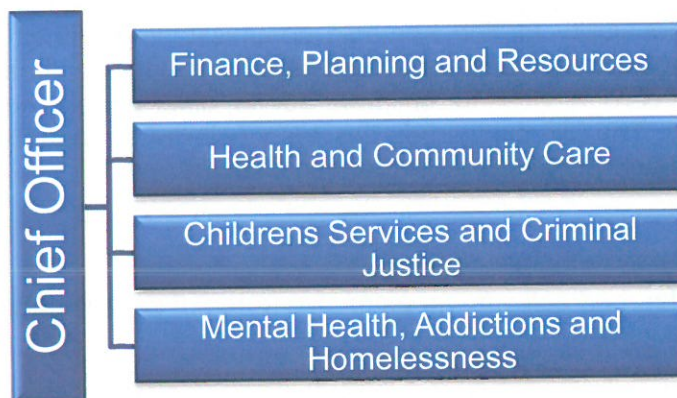 Chief Officer
Finance, Planning and Resources
Health and Community Care
Childrens Services and Criminal
Justice
Mental Health, Addictions and
Homelessness